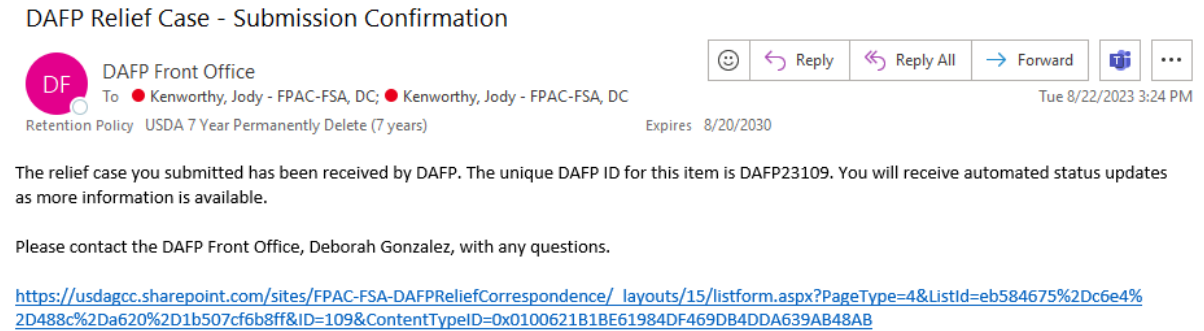 DAFP Relief Case - Submission Confirmation
DF
DAFP Front Office
Reply
Reply All
Forward
To Kenworthy, Jody - FPAC-FSA, DC; Kenworthy, Jody - FPAC-FSA, DC
Tue 8/22/2023 3:24 PM
Retention Policy USDA 7 Year Permanently Delete (7 years)
Expires 8/20/2030
The relief case you submitted has been received by DAFP. The unique DAFP ID for this item is DAFP23109. You will receive automated status updates
as more information is available.
Please contact the DAFP Front Office, Deborah Gonzalez, with any questions.
https://usdagcc.sharepoint.com/sites/FPAC-FSA-DAFPReliefCorrespondence/_layouts/15/listform.aspx?PageType=4&ListId=eb584675%2Dc6e4%
2D488c%2Da620%2D1b507cf6b8ff&ID=109&ContentTypeID=0x0100621B1BE61984DF469DB4DDA639AB48AB